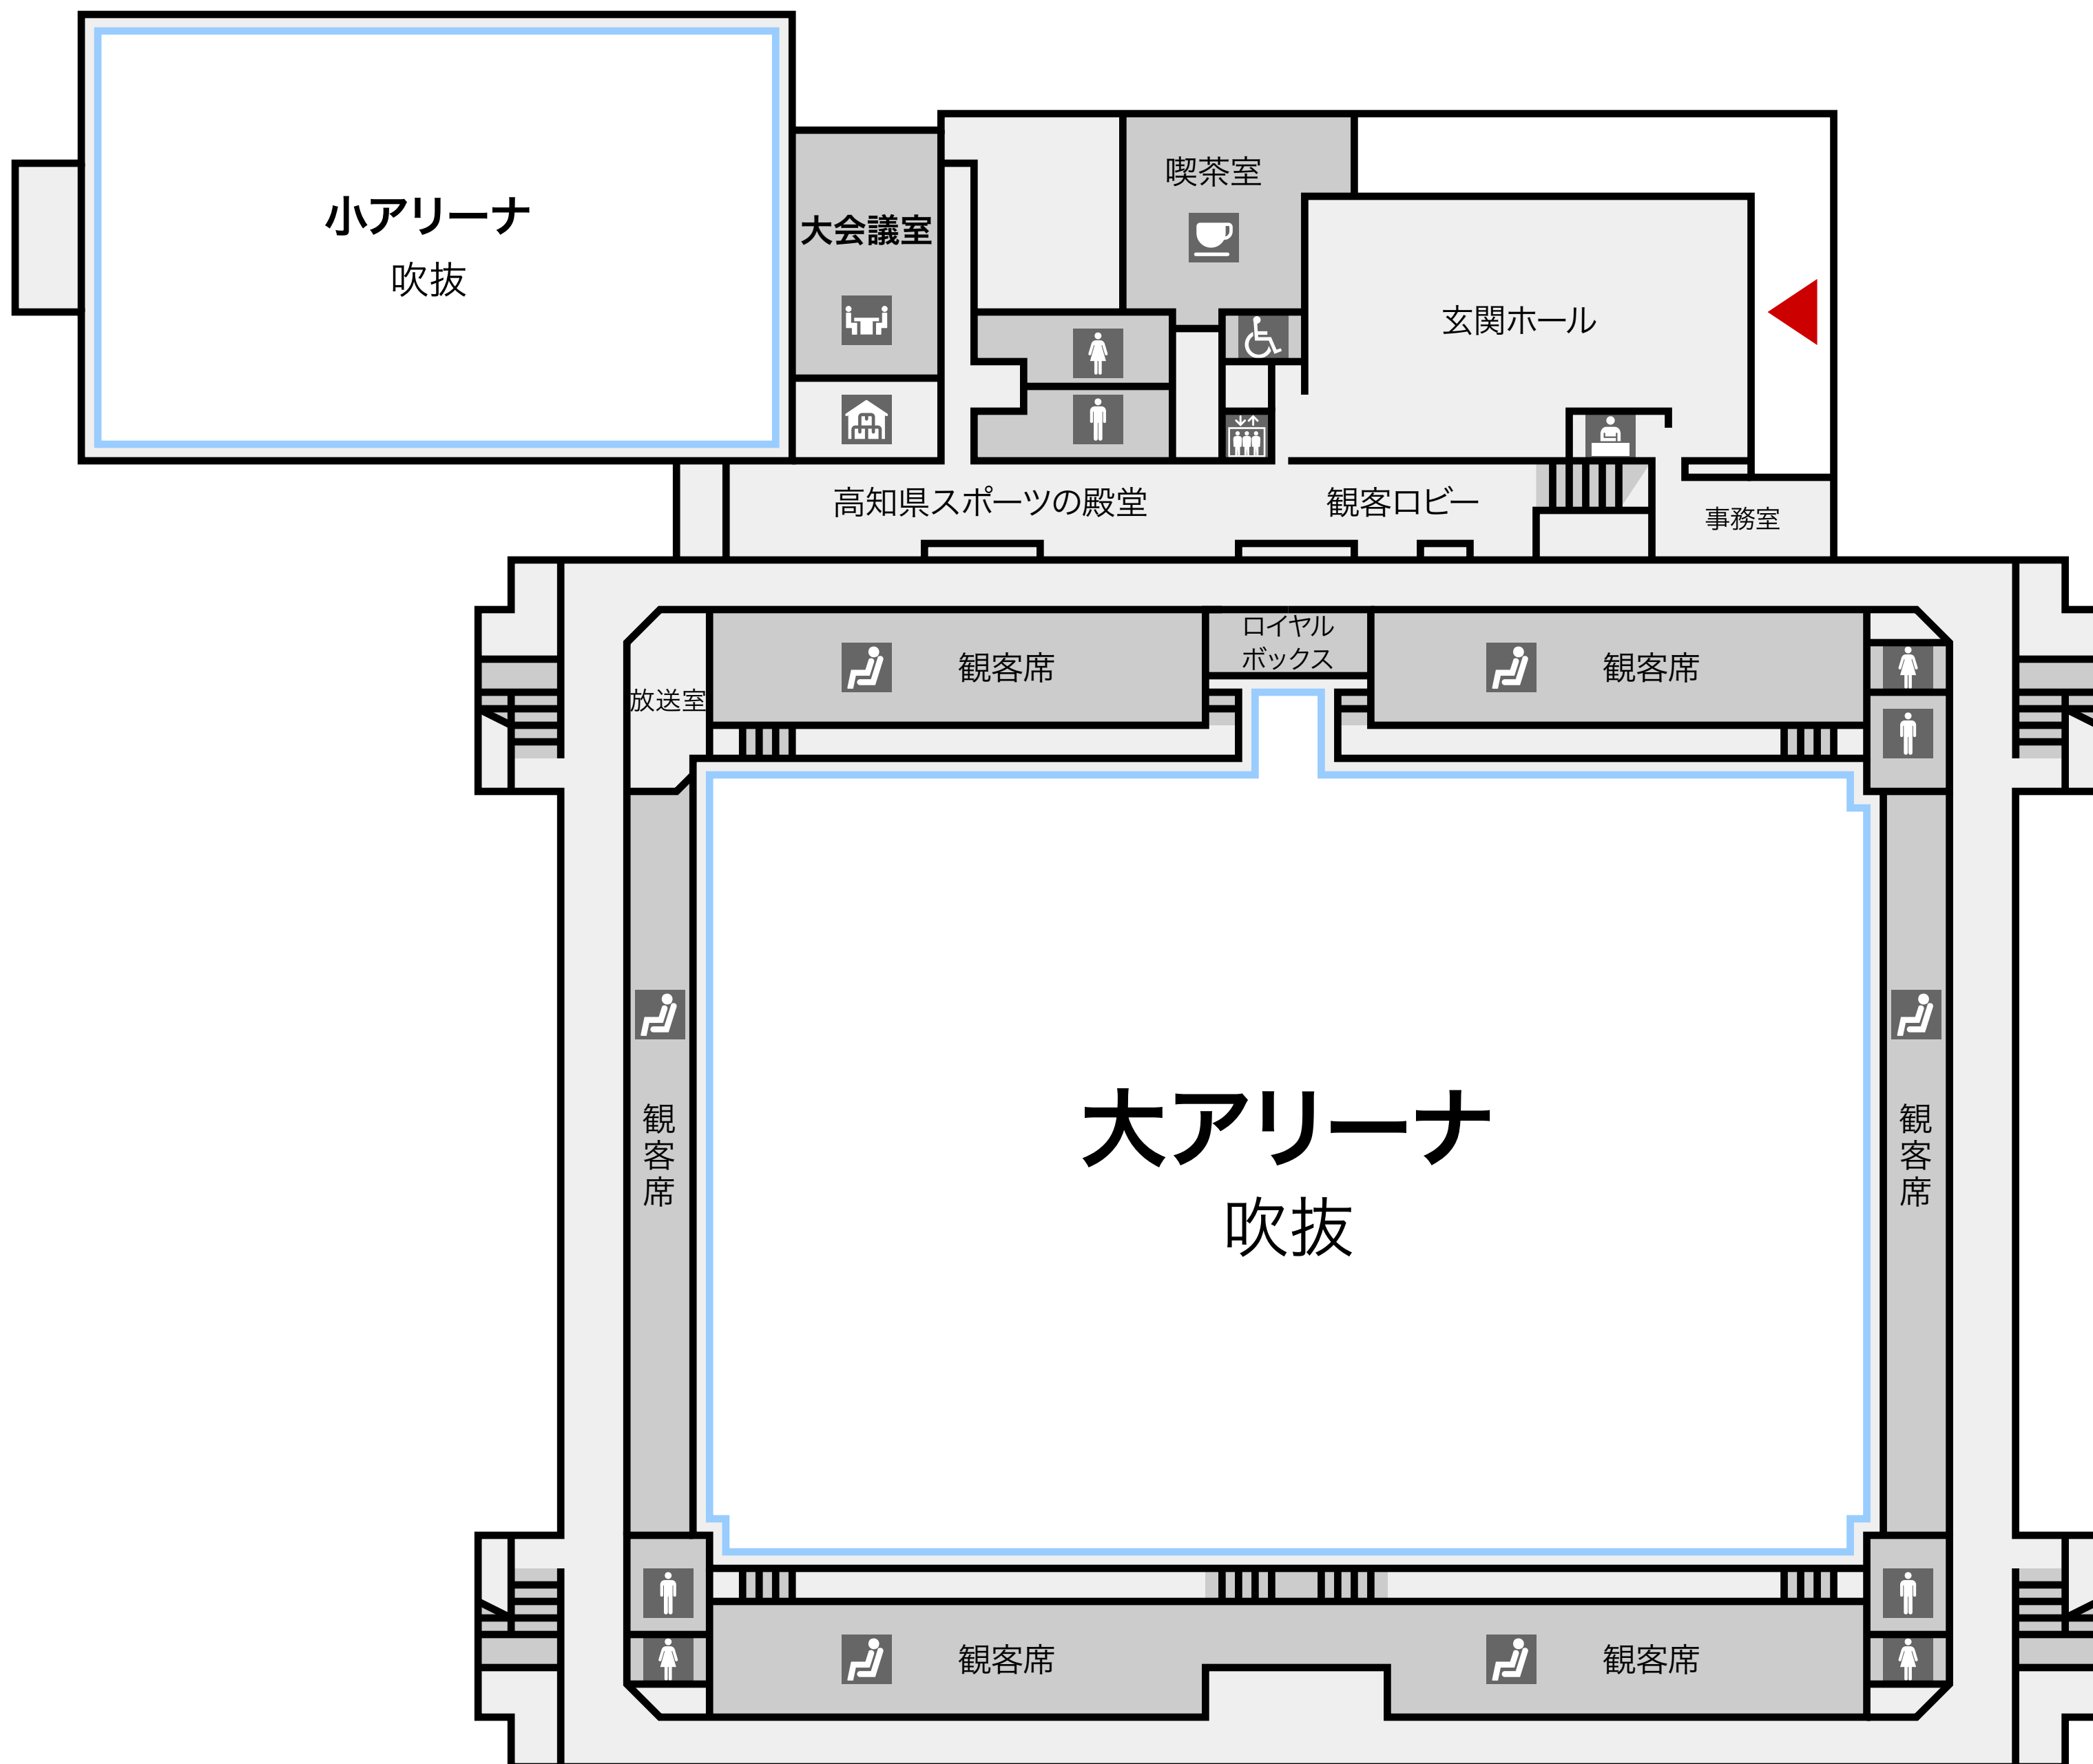 小アリーナ
吹抜
大会議室
喫茶室
玄関ホール
高知県スポーツの殿堂
観客ロビー
事務室
放送室
観客席
ロイヤル
ボックス
観客席
観客席
大アリーナ
吹抜
観客席
観客席
観客席